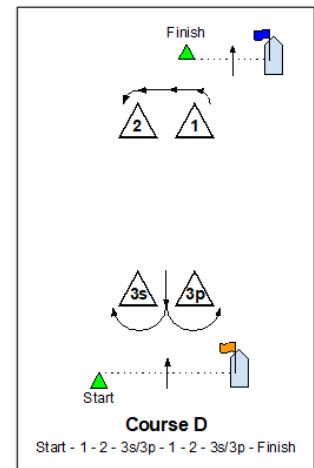 Finish
2 1
3s 3p
Start
Course D
Start - 1 - 2 - 3s/3p - 1 - 2 - 3s/3p - Finish